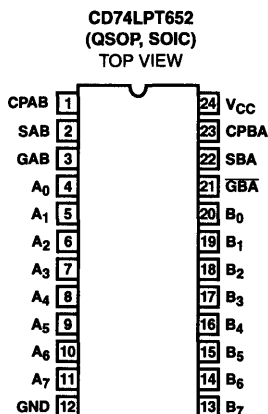 CD74LPT652
(QSOP, SOIC)
TOP VIEW
CPAB 1 24 VCC
SAB 2 23 CPBA
GAB 3 22 SBA
A0 4 21 G̅B̅A̅
A1 5 20 B0
A2 6 19 B1
A3 7 18 B2
A4 8 17 B3
A5 9 16 B4
A6 10 15 B5
A7 11 14 B6
GND 12 13 B7